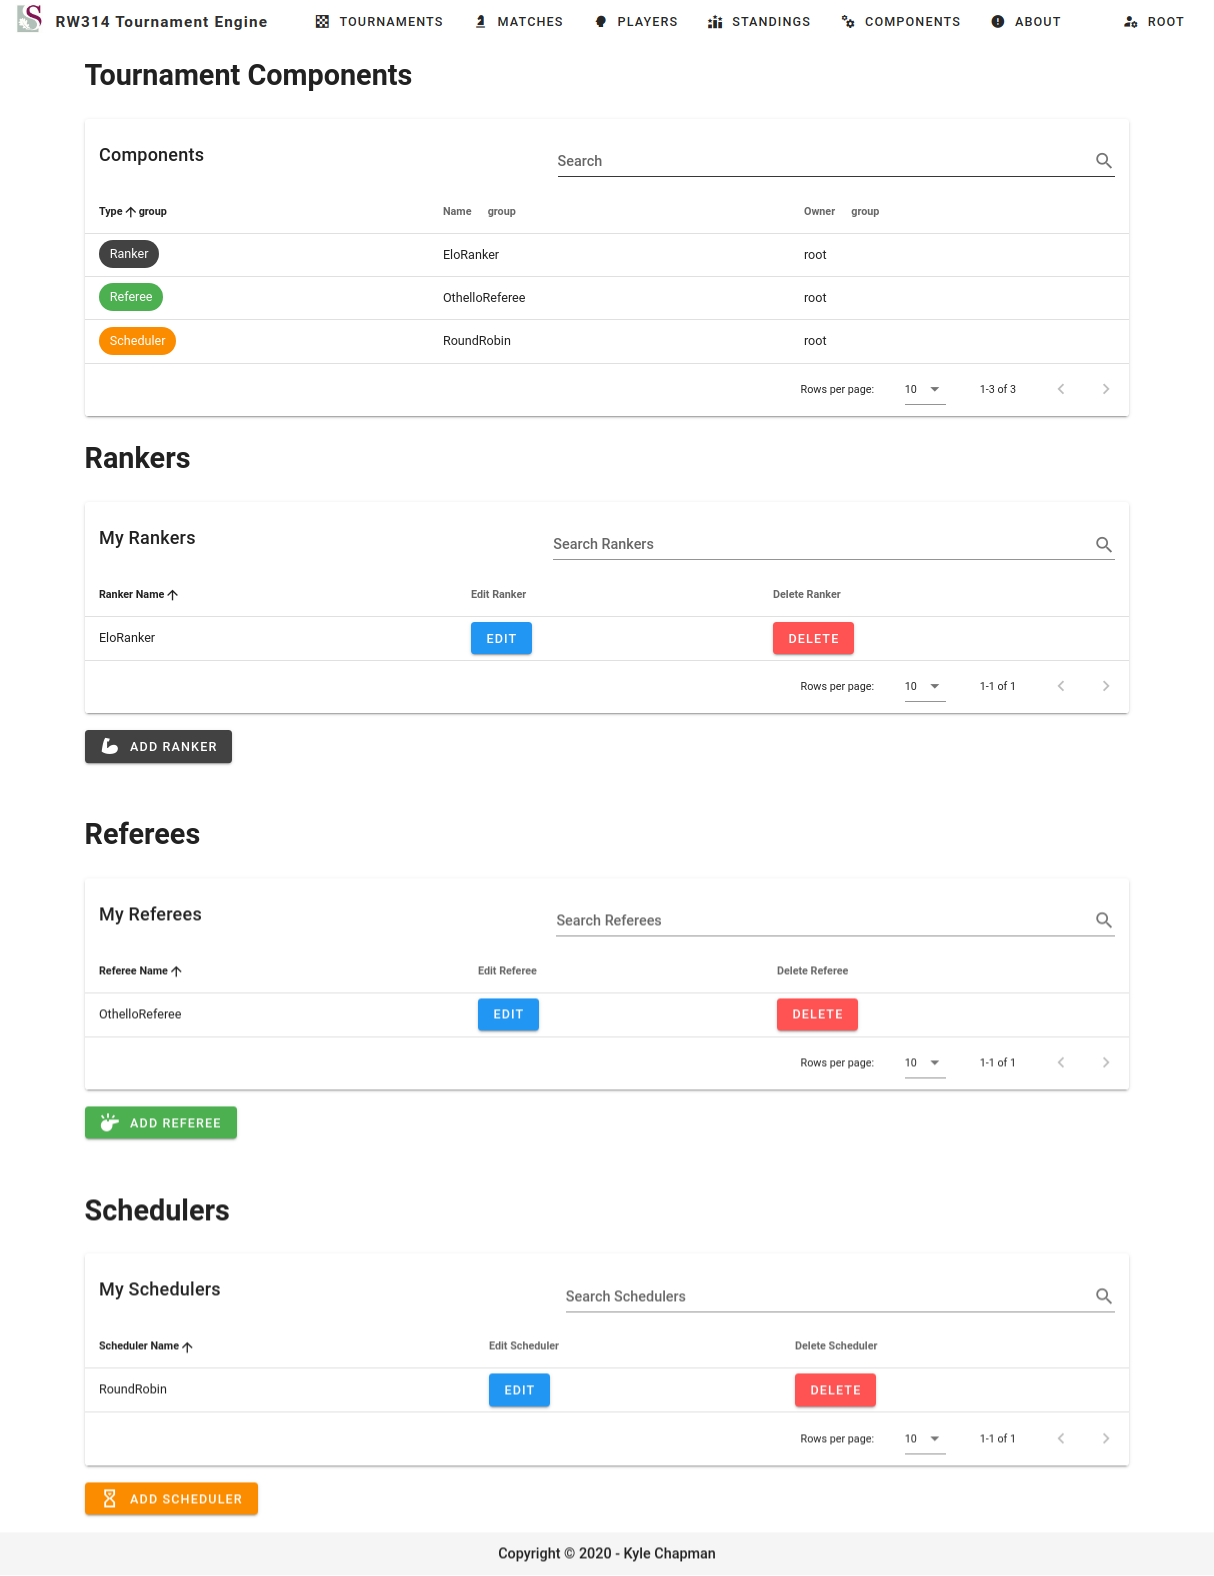 RW314 Tournament Engine TOURNAMENTS MATCHES PLAYERS STANDINGS COMPONENTS ABOUT ROOT
Tournament Components
Components
Search
Type group Name group Owner group
Ranker EloRanker root
Referee OthelloReferee root
Scheduler RoundRobin root
Rows per page: 10 1-3 of 3
Rankers
My Rankers
Search Rankers
Ranker Name Edit Ranker Delete Ranker
EloRanker EDIT DELETE
Rows per page: 10 1-1 of 1
ADD RANKER
Referees
My Referees
Search Referees
Referee Name Edit Referee Delete Referee
OthelloReferee EDIT DELETE
Rows per page: 10 1-1 of 1
ADD REFEREE
Schedulers
My Schedulers
Search Schedulers
Scheduler Name Edit Scheduler Delete Scheduler
RoundRobin EDIT DELETE
Rows per page: 10 1-1 of 1
ADD SCHEDULER
Copyright © 2020 - Kyle Chapman